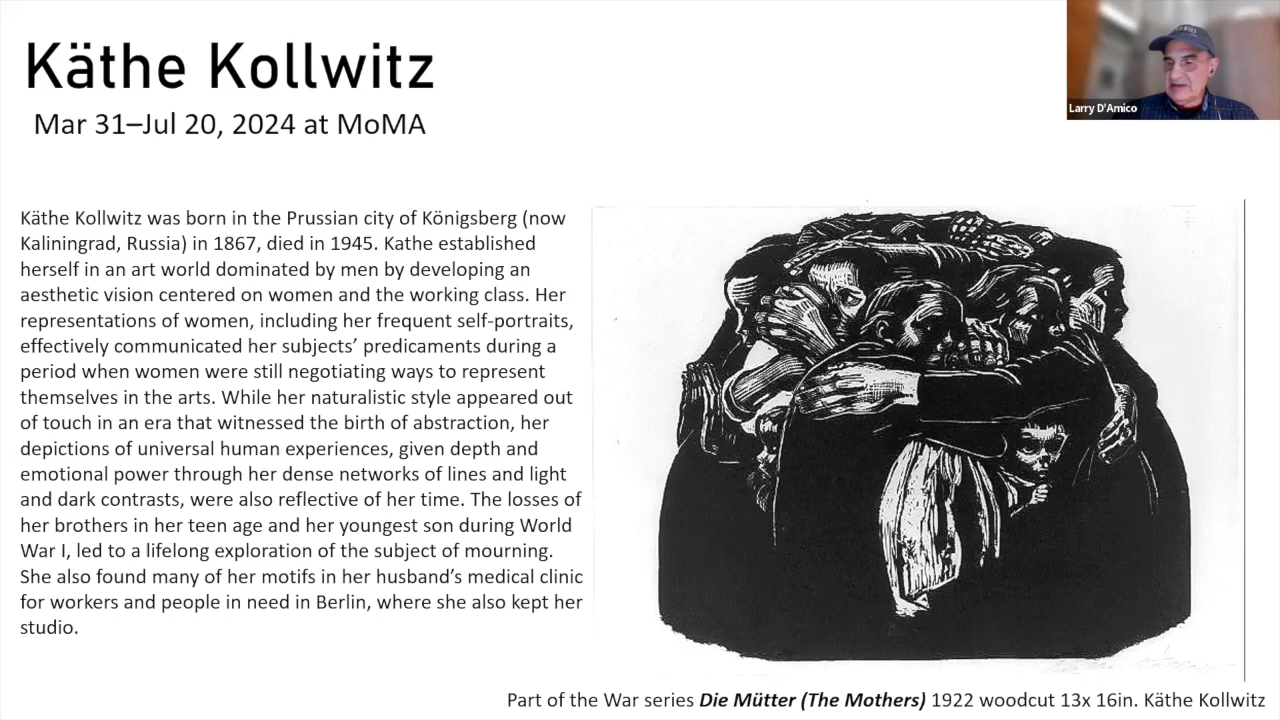 Käthe Kollwitz
Mar 31–Jul 20, 2024 at MoMA
Larry D'Amico
Käthe Kollwitz was born in the Prussian city of Königsberg (now
Kaliningrad, Russia) in 1867, died in 1945. Kathe established
herself in an art world dominated by men by developing an
aesthetic vision centered on women and the working class. Her
representations of women, including her frequent self-portraits,
effectively communicated her subjects’ predicaments during a
period when women were still negotiating ways to represent
themselves in the arts. While her naturalistic style appeared out
of touch in an era that witnessed the birth of abstraction, her
depictions of universal human experiences, given depth and
emotional power through her dense networks of lines and light
and dark contrasts, were also reflective of her time. The losses of
her brothers in her teen age and her youngest son during World
War I, led to a lifelong exploration of the subject of mourning.
She also found many of her motifs in her husband’s medical clinic
for workers and people in need in Berlin, where she also kept her
studio.
Part of the War series Die Mütter (The Mothers) 1922 woodcut 13x 16in. Käthe Kollwitz